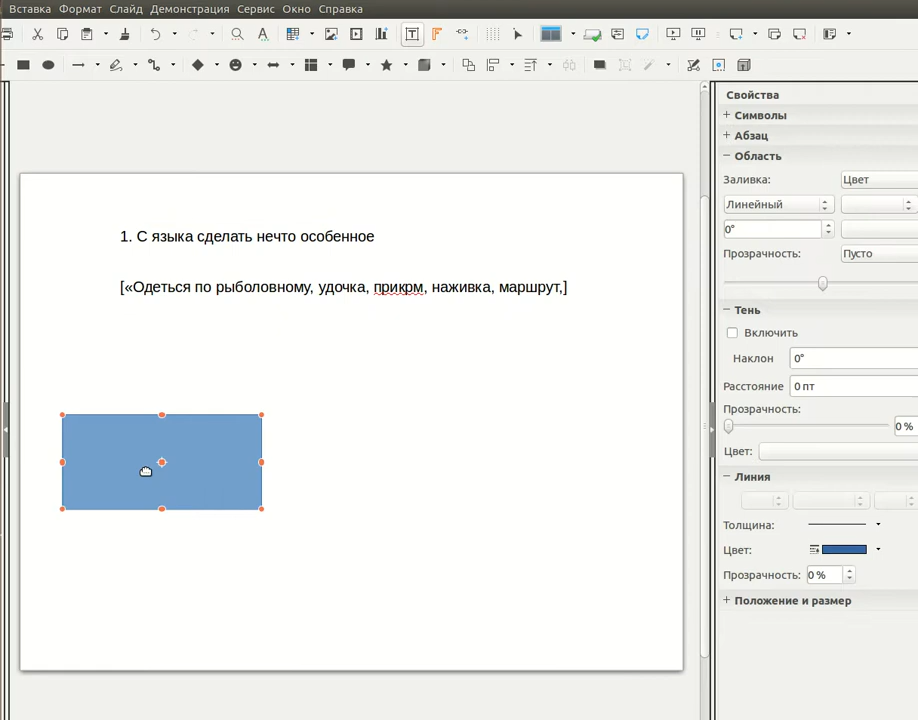 Вставка Формат Слайд Демонстрация Сервис Окно Справка
Свойства
Символы
Абзац
Область
Заливка: Цвет
Линейный
0°
Прозрачность: Пусто
Тень
Включить
Наклон 0°
Расстояние 0 пт
Прозрачность:
0 %
Цвет:
Линия
Толщина:
Цвет:
Прозрачность: 0 %
Положение и размер
1. С языка сделать нечто особенное
[«Одеться по рыболовному, удочка, прикрм, наживка, маршрут,]